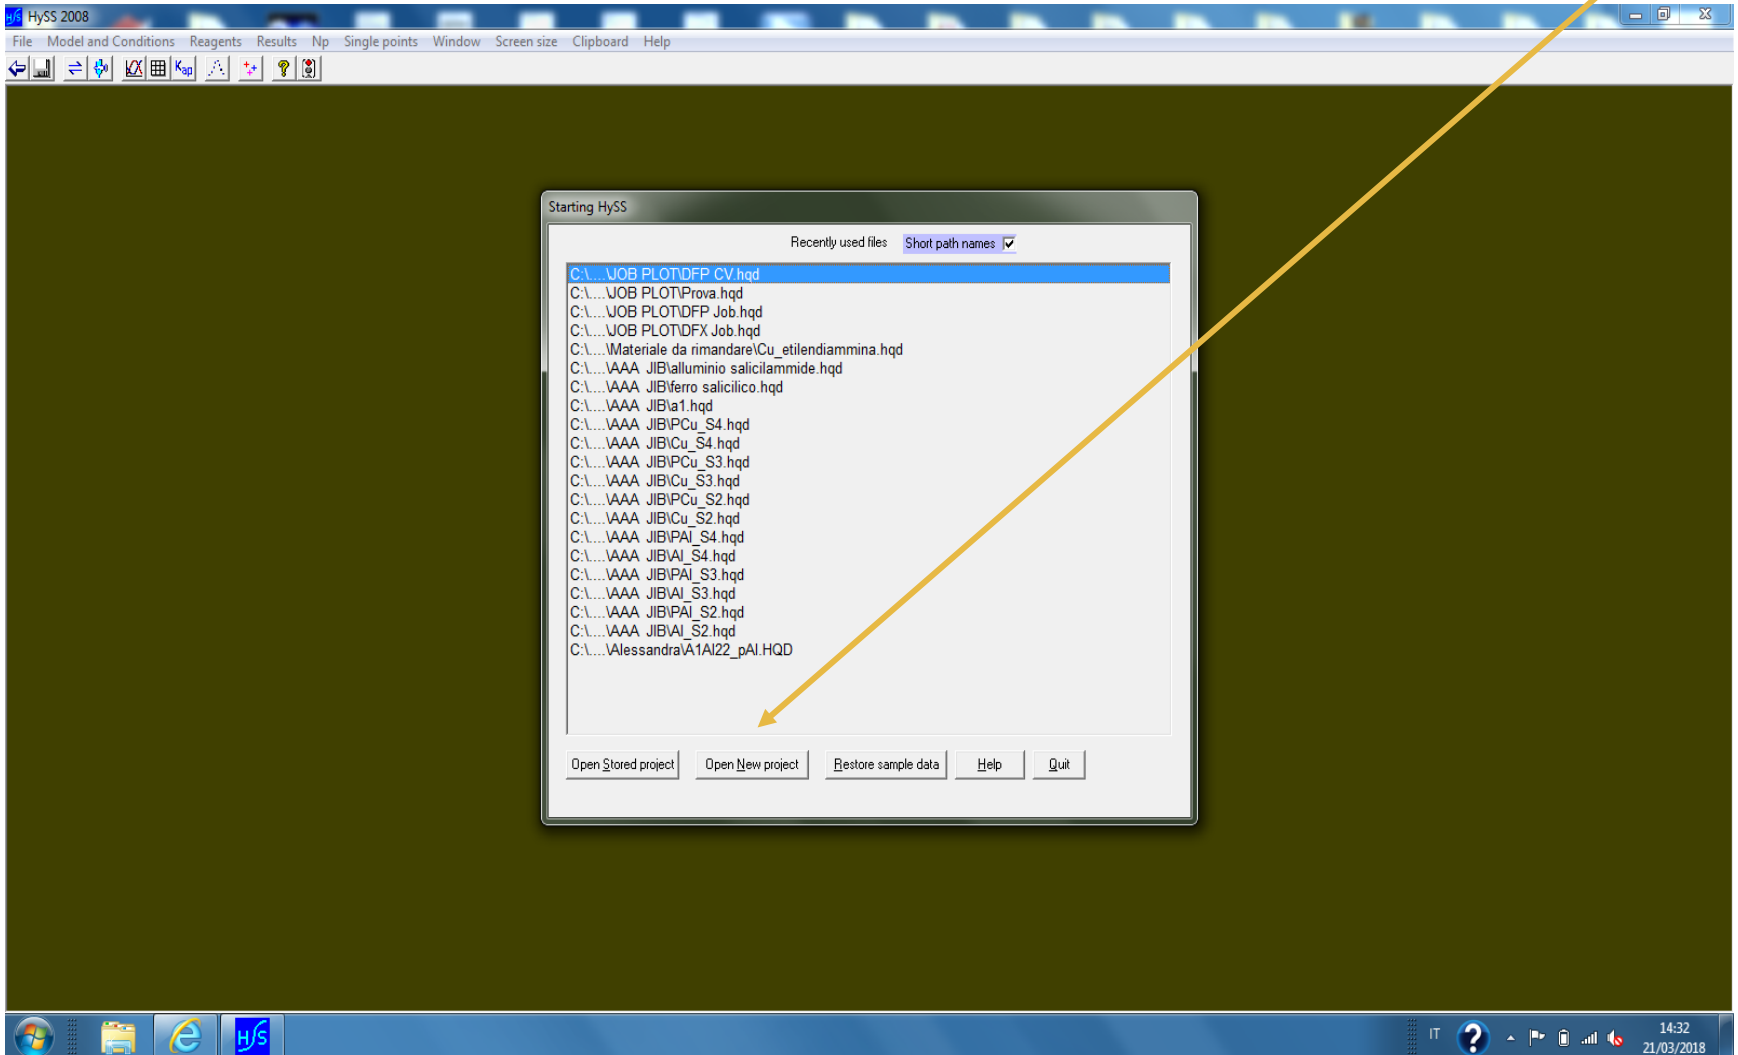 HySS 2008
File Model and Conditions Reagents Results Np Single points Window Screen size Clipboard Help
Kap
Starting HySS
Recently used files Short path names
C:\....\JOB PLOT\DFP CV.hqd
C:\....\JOB PLOT\Prova.hqd
C:\....\JOB PLOT\DFP Job.hqd
C:\....\JOB PLOT\DFX Job.hqd
C:\....\Materiale da rimandare\Cu_etilendiammina.hqd
C:\....\AAA JIB\alluminio salicilammide.hqd
C:\....\AAA JIB\ferro salicilico.hqd
C:\....\AAA JIB\a1.hqd
C:\....\AAA JIB\PCu_S4.hqd
C:\....\AAA JIB\Cu_S4.hqd
C:\....\AAA JIB\PCu_S3.hqd
C:\....\AAA JIB\Cu_S3.hqd
C:\....\AAA JIB\PCu_S2.hqd
C:\....\AAA JIB\Cu_S2.hqd
C:\....\AAA JIB\PAl_S4.hqd
C:\....\AAA JIB\Al_S4.hqd
C:\....\AAA JIB\PAl_S3.hqd
C:\....\AAA JIB\Al_S3.hqd
C:\....\AAA JIB\PAl_S2.hqd
C:\....\AAA JIB\Al_S2.hqd
C:\....\Alessandra\A1Al22_pAl.HQD
Open Stored project Open New project Restore sample data Help Quit
HySS
IT 14:32
21/03/2018